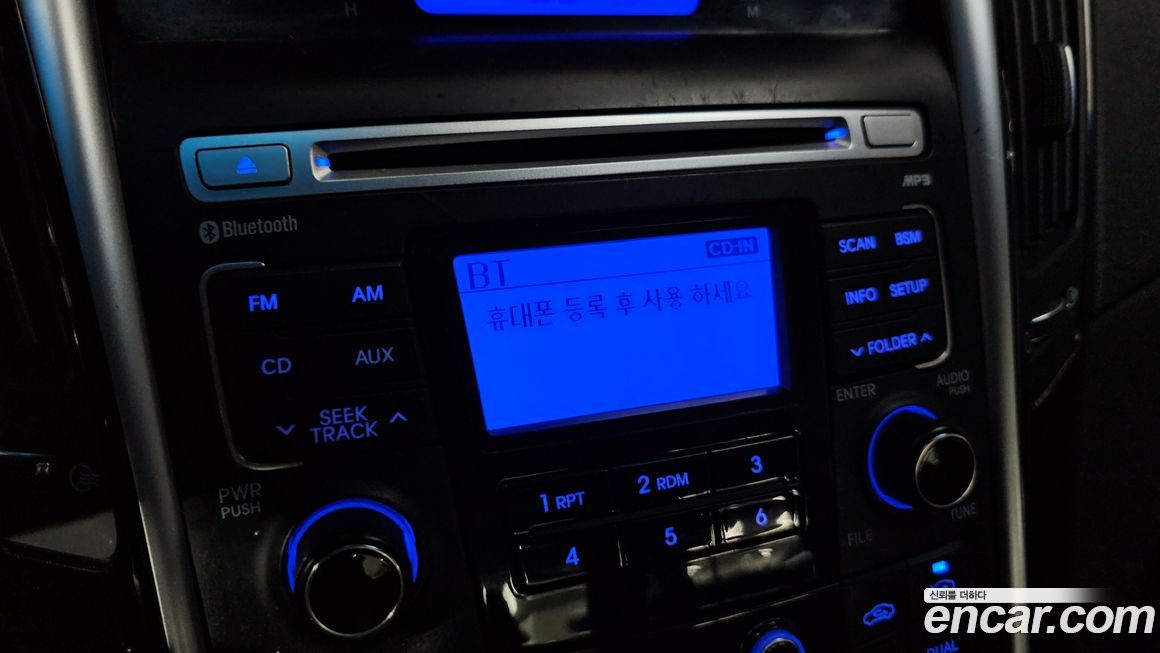 H
M
MP3
Bluetooth
SCAN
BSM
BT
CD-IN
FM
AM
휴대폰 등록 후 사용 하세요
INFO
SETUP
CD
AUX
FOLDER
SEEK
TRACK
ENTER
AUDIO
PUSH
PWR
PUSH
1 RPT
2 RDM
3
4
5
6
TUNE
FILE
신뢰를 더하다
encar.com
DUAL